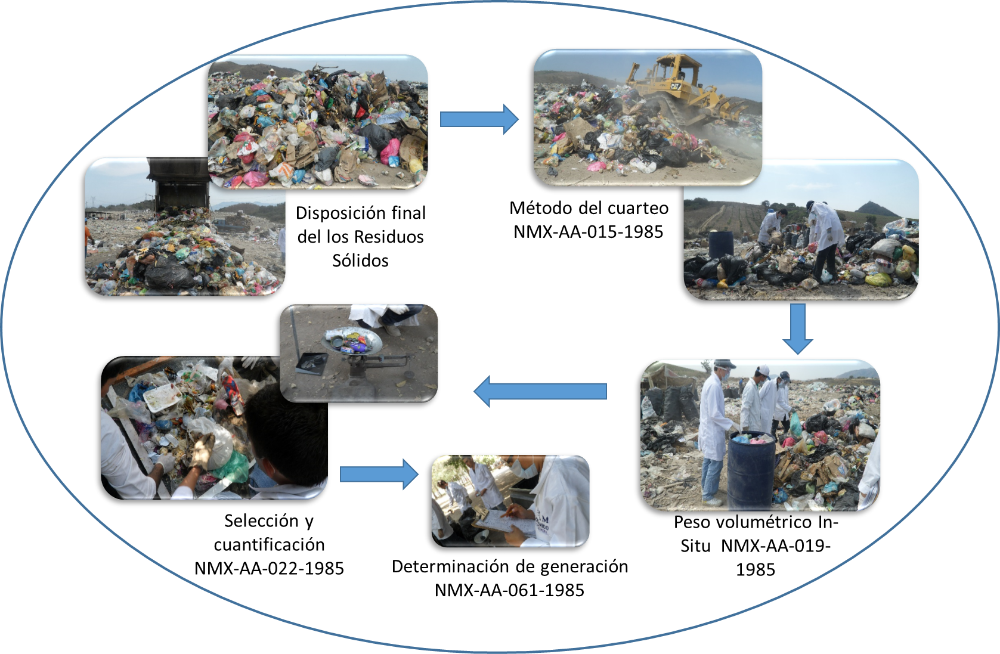 Disposición final
del los Residuos
Sólidos
Método del cuarteo
NMX-AA-015-1985
Peso volumétrico In-
Situ NMX-AA-019-
1985
Selección y
cuantificación
NMX-AA-022-1985
Determinación de generación
NMX-AA-061-1985